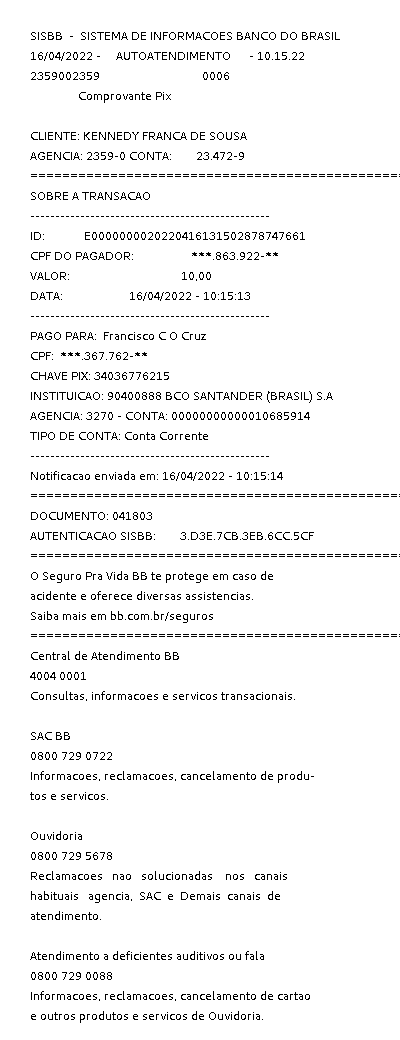 SISBB - SISTEMA DE INFORMACOES BANCO DO BRASIL
16/04/2022 - AUTOATENDIMENTO - 10.15.22
2359002359 0006
Comprovante Pix
CLIENTE: KENNEDY FRANCA DE SOUSA
AGENCIA: 2359-0 CONTA: 23.472-9
================================================
SOBRE A TRANSACAO
------------------------------------------------
ID: E00000000202204161315028787​47661
CPF DO PAGADOR: ***.863.922-**
VALOR: 10,00
DATA: 16/04/2022 - 10:15:13
------------------------------------------------
PAGO PARA: Francisco C O Cruz
CPF: ***.367.762-**
CHAVE PIX: 34036776215
INSTITUICAO: 90400888 BCO SANTANDER (BRASIL) S.A
AGENCIA: 3270 - CONTA: 00000000000010685914
TIPO DE CONTA: Conta Corrente
------------------------------------------------
Notificacao enviada em: 16/04/2022 - 10:15:14
================================================
DOCUMENTO: 041803
AUTENTICACAO SISBB: 3.D3E.7CB.3EB.6CC.5CF
================================================
O Seguro Pra Vida BB te protege em caso de
acidente e oferece diversas assistencias.
Saiba mais em bb.com.br/seguros
================================================
Central de Atendimento BB
4004 0001
Consultas, informacoes e servicos transacionais.
SAC BB
0800 729 0722
Informacoes, reclamacoes, cancelamento de produ-
tos e servicos.
Ouvidoria
0800 729 5678
Reclamacoes nao solucionadas nos canais
habituais agencia, SAC e Demais canais de
atendimento.
Atendimento a deficientes auditivos ou fala
0800 729 0088
Informacoes, reclamacoes, cancelamento de cartao
e outros produtos e servicos de Ouvidoria.